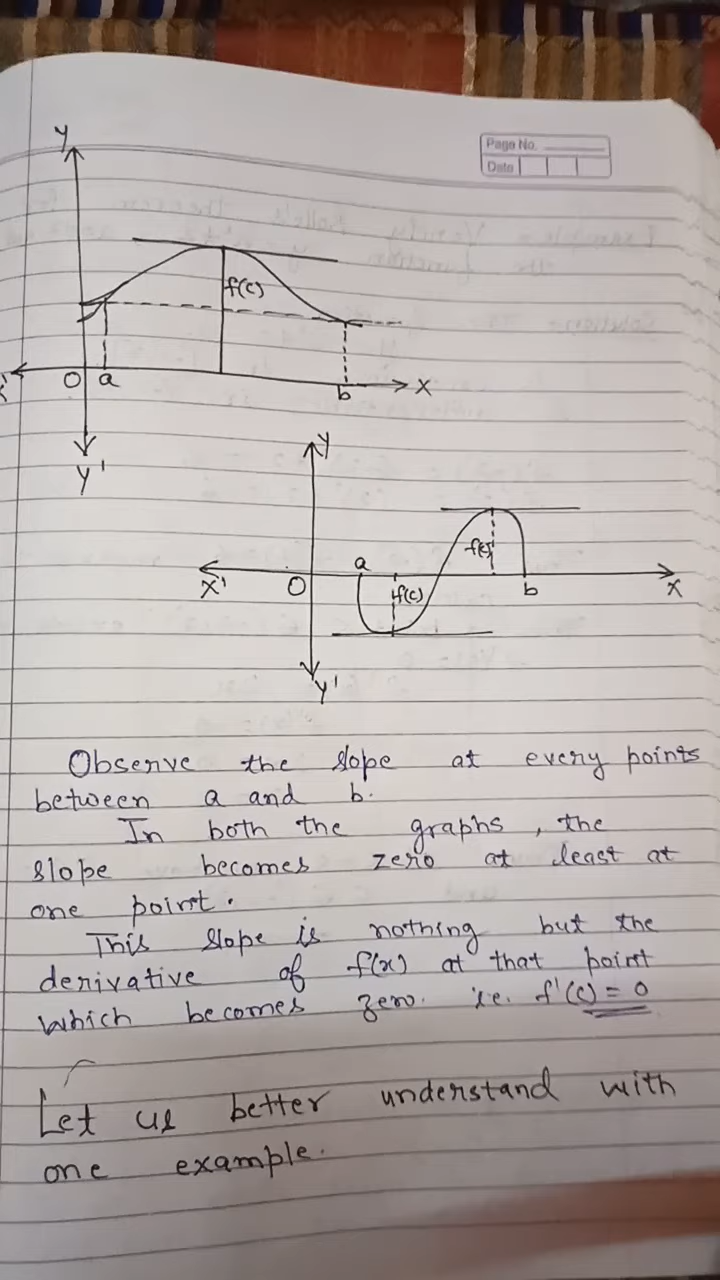 Page No.
Date
y
f(c)
O a b X
y'
y
a f(c)
X' O f(c) b X
y'
Observe the slope at every points
between a and b.
In both the graphs, the
slope becomes zero at least at
one point.
This slope is nothing but the
derivative of f(x) at that point
which becomes zero. i.e. f'(c) = 0
Let us better understand with
one example.